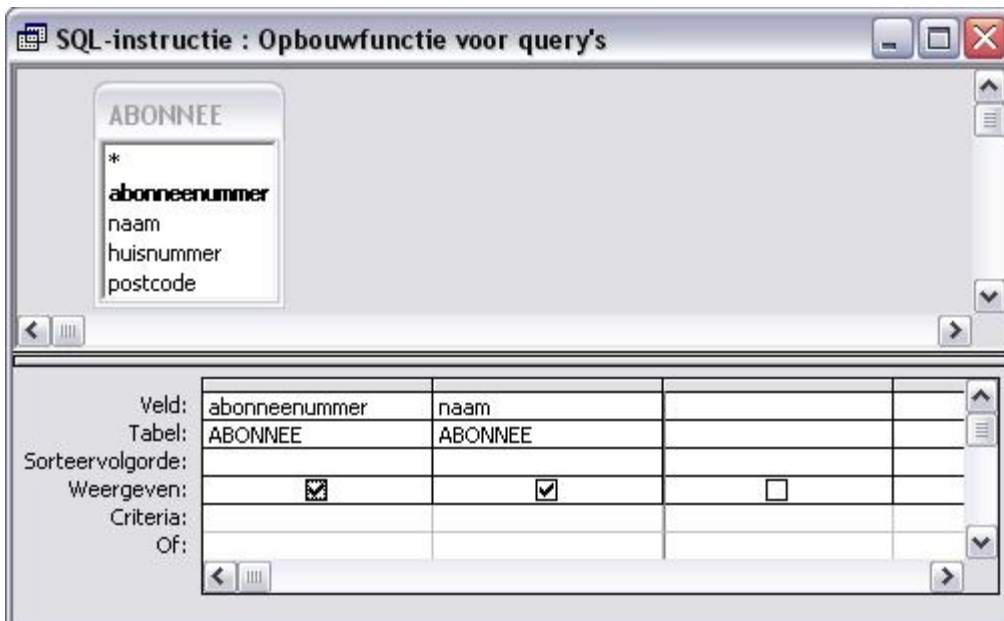 SQL-instructie : Opbouwfunctie voor query's
ABONNEE
*
abonneenummer
naam
huisnummer
postcode
Veld: abonneenummer naam
Tabel: ABONNEE ABONNEE
Sorteervolgorde:
Weergeven:
Criteria:
Of: